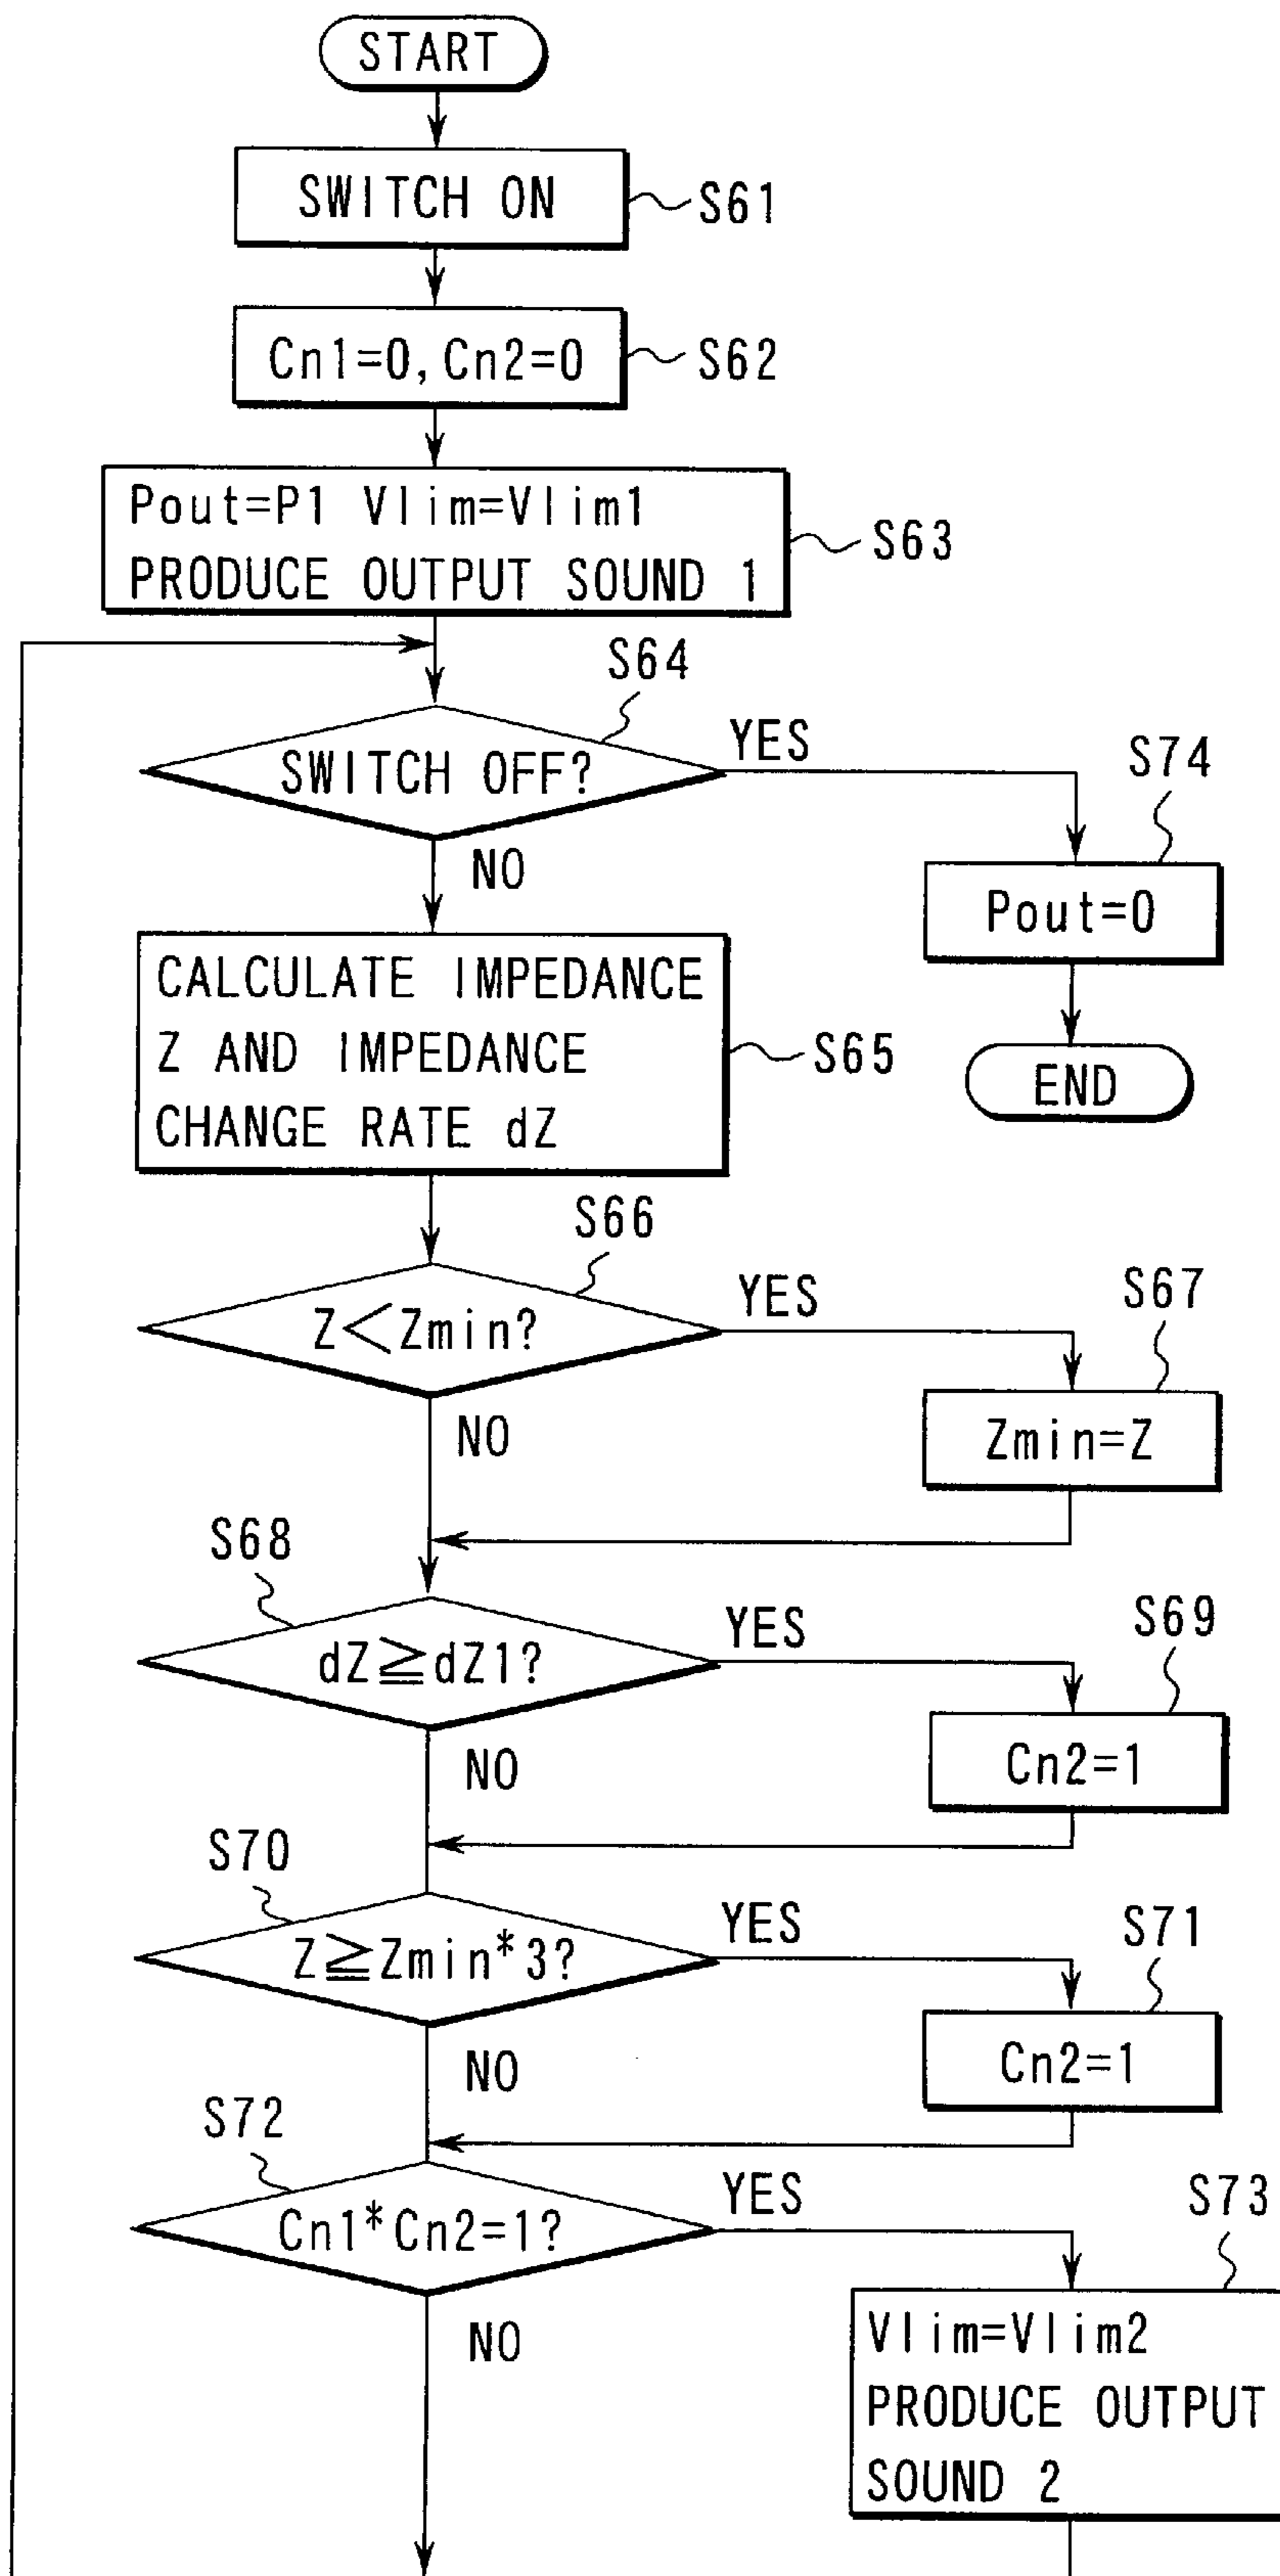 START
SWITCH ON
S61
Cn1=0, Cn2=0
S62
Pout=P1 Vlim=Vlim1
PRODUCE OUTPUT SOUND 1
S63
S64
SWITCH OFF?
YES
NO
S74
Pout=0
END
CALCULATE IMPEDANCE
Z AND IMPEDANCE
CHANGE RATE dZ
S65
S66
Z<Zmin?
YES
NO
S67
Zmin=Z
S68
dZ≧dZ1?
YES
NO
S69
Cn2=1
S70
Z≧Zmin*3?
YES
NO
S71
Cn2=1
S72
Cn1*Cn2=1?
YES
NO
S73
Vlim=Vlim2
PRODUCE OUTPUT
SOUND 2